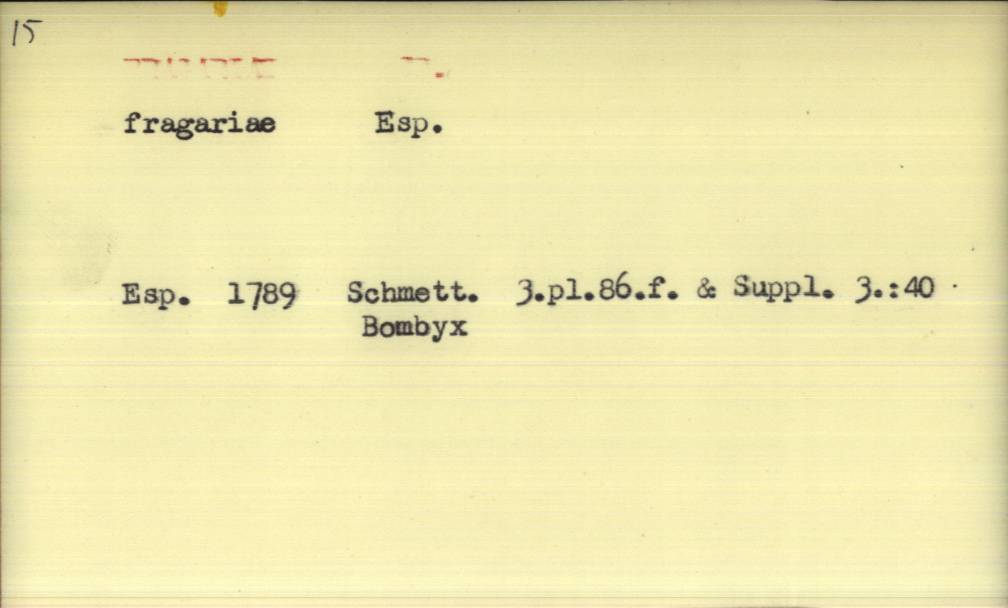 15
fragariae Esp.
Esp. 1789 Schmett. 3.pl.86.f. & Suppl. 3.:40
Bombyx